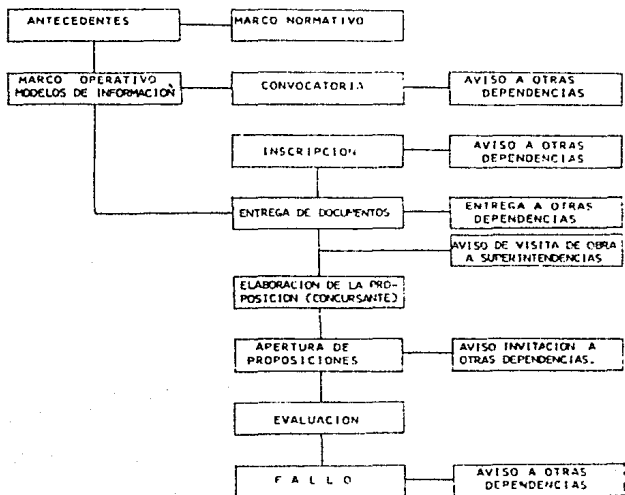 ANTECEDENTES
MARCO NORMATIVO
MARCO OPERATIVO
MODELOS DE INFORMACIÓN
CONVOCATORIA
AVISO A OTRAS
DEPENDENCIAS
INSCRIPCION
AVISO A OTRAS
DEPENDENCIAS
ENTREGA DE DOCUMENTOS
ENTREGA A OTRAS
DEPENDENCIAS
AVISO DE VISITA DE OBRA
A SUPERINTENDENCIAS
ELABORACION DE LA PRO-
POSICION (CONCURSANTE)
APERTURA DE
PROPOSICIONES
AVISO INVITACION A
OTRAS DEPENDENCIAS.
EVALUACION
F A L L O
AVISO A OTRAS
DEPENDENCIAS